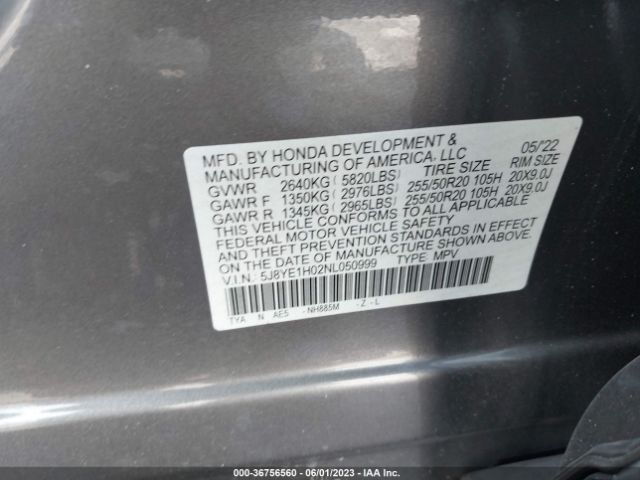 MFD. BY HONDA DEVELOPMENT &
MANUFACTURING OF AMERICA, LLC 05/'22
GVWR 2640KG ( 5820LBS) TIRE SIZE RIM SIZE
GAWR F 1350KG ( 2976LBS) 255/50R20 105H 20X9.0J
GAWR R 1345KG ( 2965LBS) 255/50R20 105H 20X9.0J
THIS VEHICLE CONFORMS TO ALL APPLICABLE
FEDERAL MOTOR VEHICLE SAFETY
AND THEFT PREVENTION STANDARDS IN EFFECT
ON THE DATE OF MANUFACTURE SHOWN ABOVE.
V.I.N.: 5J8YE1H02NL050999 TYPE: MPV
TYA N AE5 -NH885M -Z-L
000-36756560 - 06/01/2023 - IAA Inc.